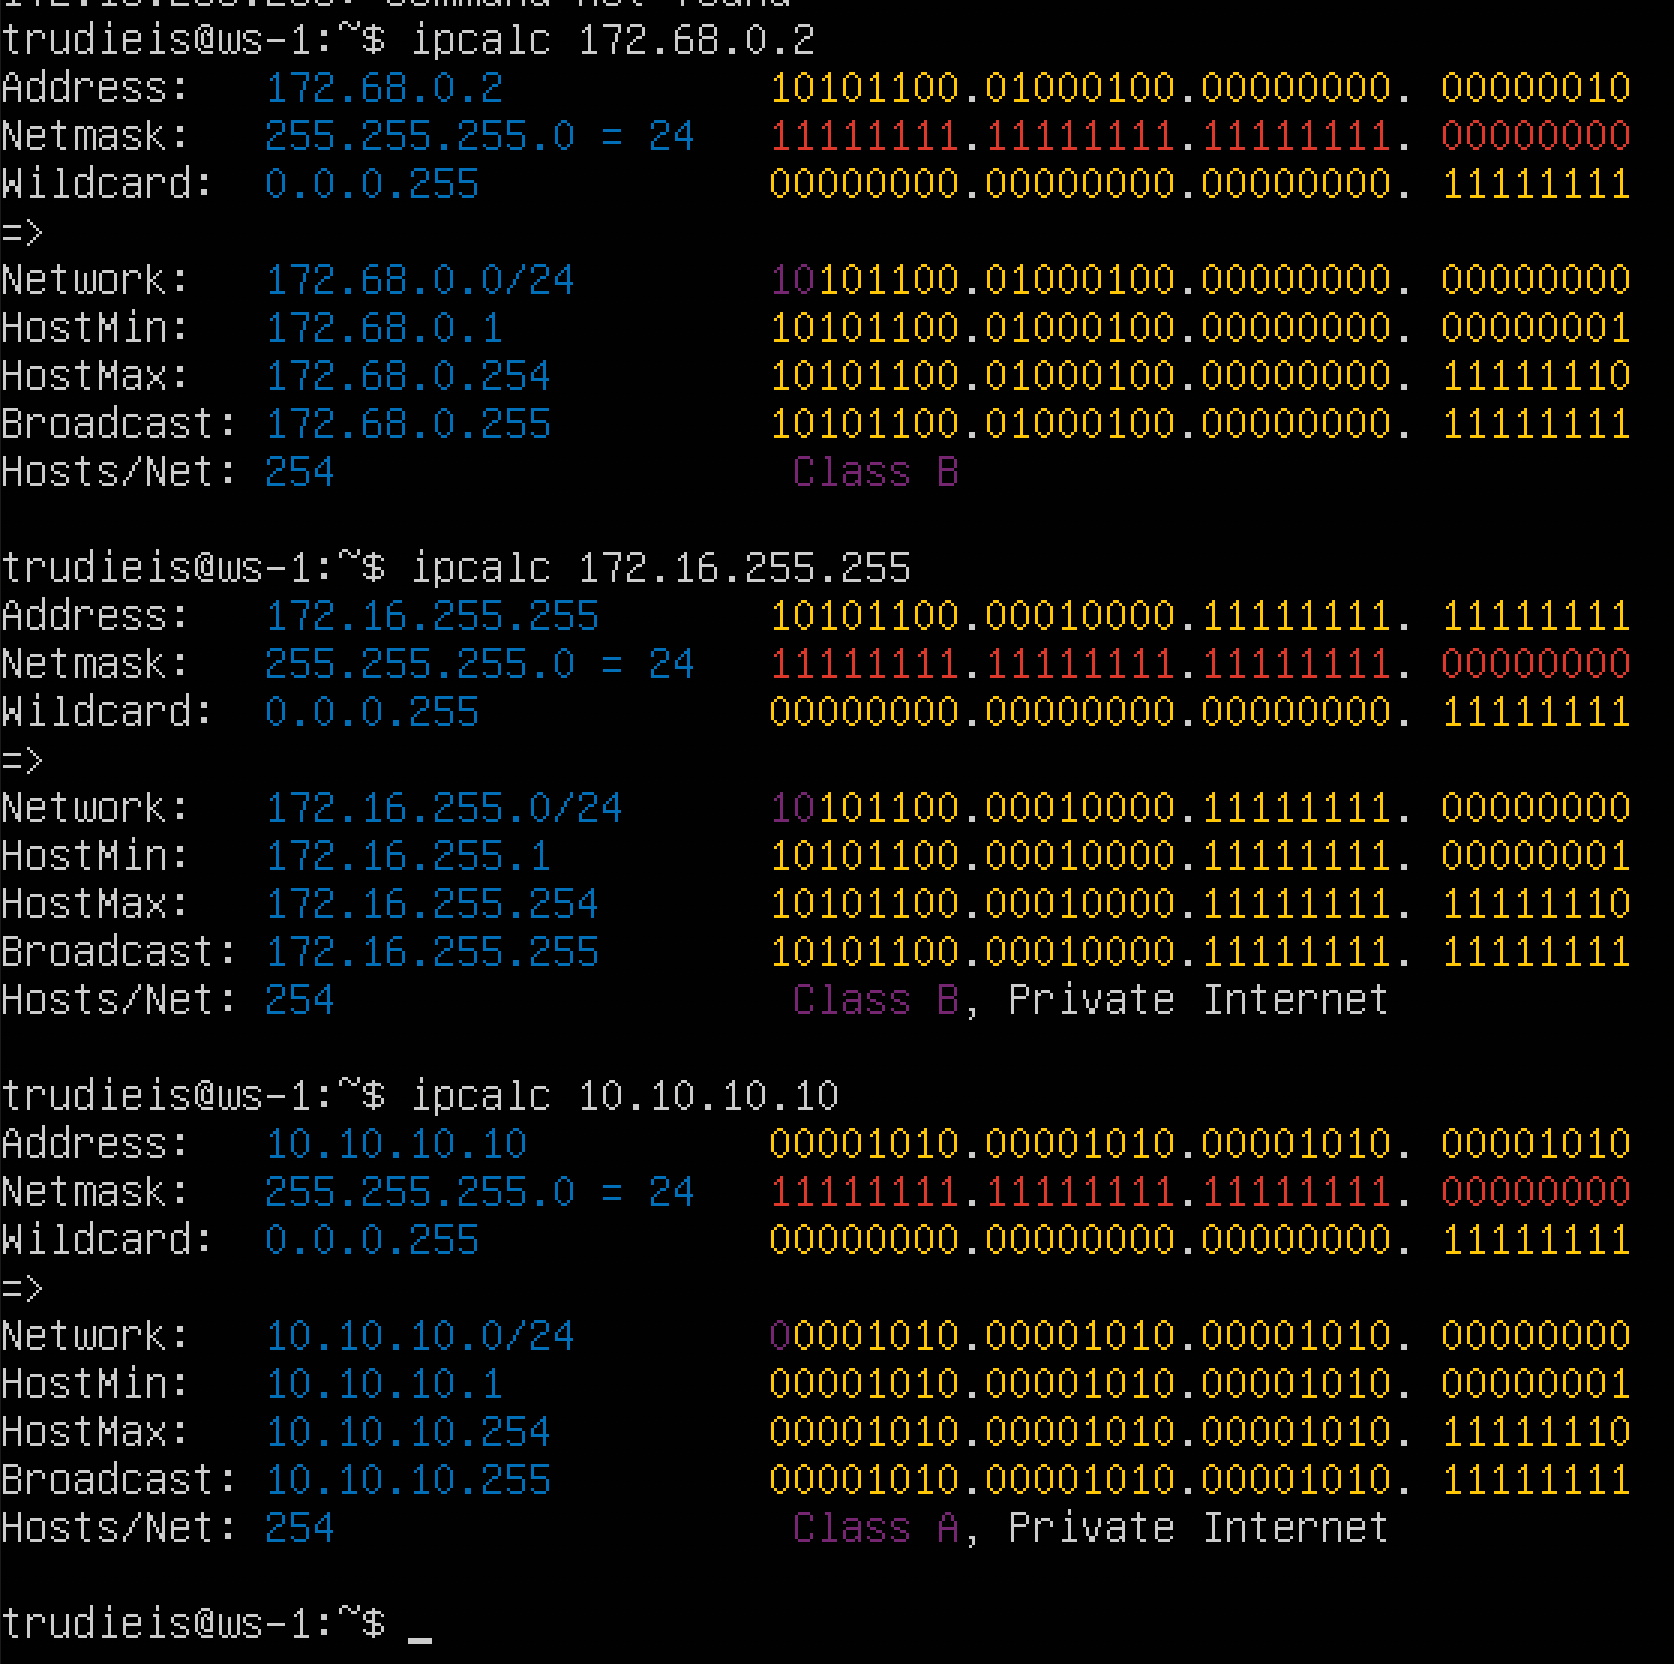 172.16.255.255: command not found
trudieis@ws-1:~$ ipcalc 172.68.0.2
Address:   172.68.0.2           10101100.01000100.00000000. 00000010
Netmask:   255.255.255.0 = 24   11111111.11111111.11111111. 00000000
Wildcard:  0.0.0.255            00000000.00000000.00000000. 11111111
=>
Network:   172.68.0.0/24        10101100.01000100.00000000. 00000000
HostMin:   172.68.0.1           10101100.01000100.00000000. 00000001
HostMax:   172.68.0.254         10101100.01000100.00000000. 11111110
Broadcast: 172.68.0.255         10101100.01000100.00000000. 11111111
Hosts/Net: 254                   Class B
trudieis@ws-1:~$ ipcalc 172.16.255.255
Address:   172.16.255.255       10101100.00010000.11111111. 11111111
Netmask:   255.255.255.0 = 24   11111111.11111111.11111111. 00000000
Wildcard:  0.0.0.255            00000000.00000000.00000000. 11111111
=>
Network:   172.16.255.0/24      10101100.00010000.11111111. 00000000
HostMin:   172.16.255.1         10101100.00010000.11111111. 00000001
HostMax:   172.16.255.254       10101100.00010000.11111111. 11111110
Broadcast: 172.16.255.255       10101100.00010000.11111111. 11111111
Hosts/Net: 254                   Class B, Private Internet
trudieis@ws-1:~$ ipcalc 10.10.10.10
Address:   10.10.10.10          00001010.00001010.00001010. 00001010
Netmask:   255.255.255.0 = 24   11111111.11111111.11111111. 00000000
Wildcard:  0.0.0.255            00000000.00000000.00000000. 11111111
=>
Network:   10.10.10.0/24        00001010.00001010.00001010. 00000000
HostMin:   10.10.10.1           00001010.00001010.00001010. 00000001
HostMax:   10.10.10.254         00001010.00001010.00001010. 11111110
Broadcast: 10.10.10.255         00001010.00001010.00001010. 11111111
Hosts/Net: 254                   Class A, Private Internet
trudieis@ws-1:~$ _